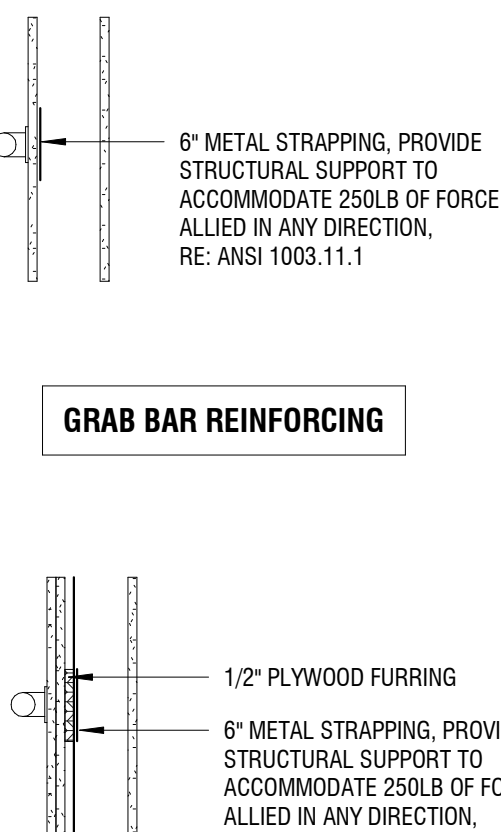 6" METAL STRAPPING, PROVIDE
STRUCTURAL SUPPORT TO
ACCOMMODATE 250LB OF FORCE
ALLIED IN ANY DIRECTION,
RE: ANSI 1003.11.1
GRAB BAR REINFORCING
1/2" PLYWOOD FURRING
6" METAL STRAPPING,
STRUCTURAL SUPPORT TO
ACCOMMODATE 250LB OF
ALLIED IN ANY DIRECTION,